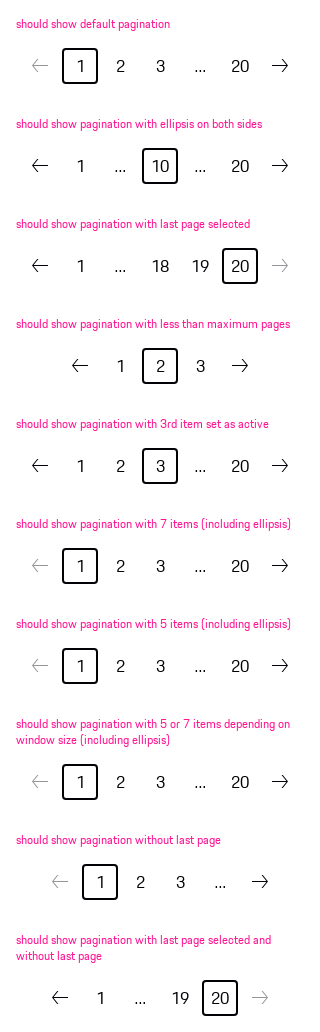 should show default pagination
← 1 2 3 ... 20 →
should show pagination with ellipsis on both sides
← 1 ... 10 ... 20 →
should show pagination with last page selected
← 1 ... 18 19 20 →
should show pagination with less than maximum pages
← 1 2 3 →
should show pagination with 3rd item set as active
← 1 2 3 ... 20 →
should show pagination with 7 items (including ellipsis)
← 1 2 3 ... 20 →
should show pagination with 5 items (including ellipsis)
← 1 2 3 ... 20 →
should show pagination with 5 or 7 items depending on
window size (including ellipsis)
← 1 2 3 ... 20 →
should show pagination without last page
← 1 2 3 ... →
should show pagination with last page selected and
without last page
← 1 ... 19 20 →